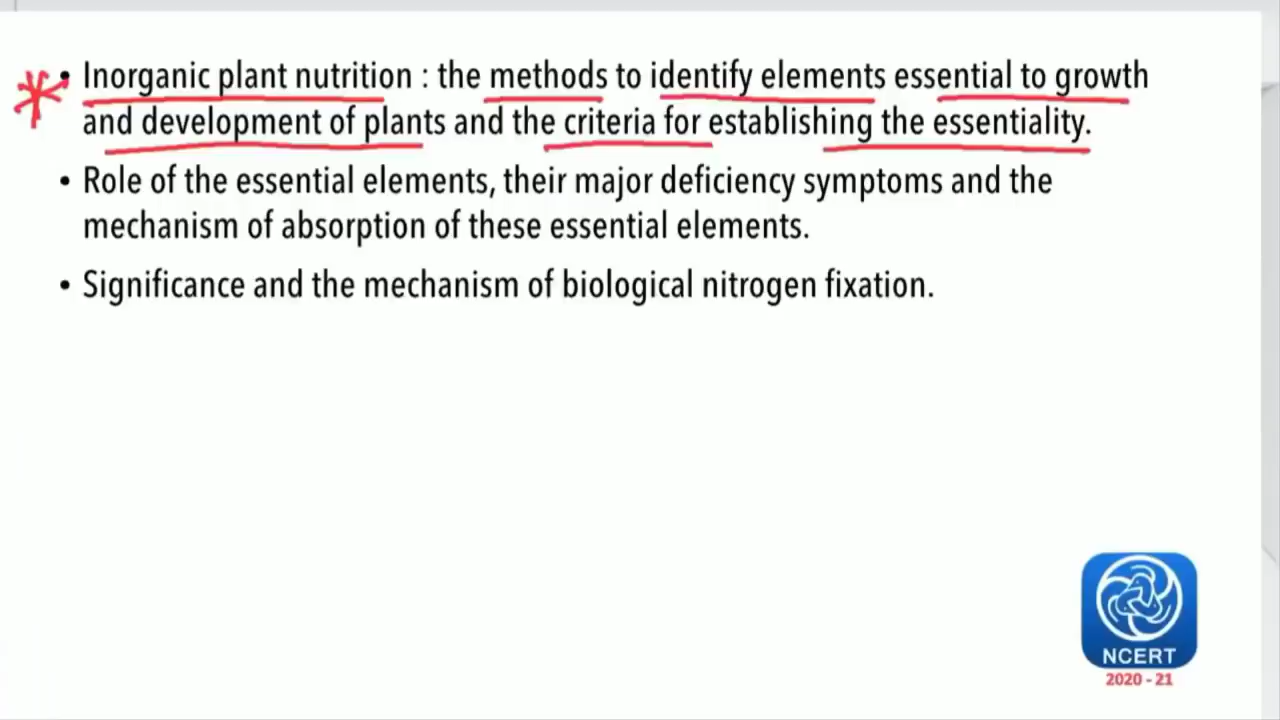 • Inorganic plant nutrition : the methods to identify elements essential to growth
and development of plants and the criteria for establishing the essentiality.
• Role of the essential elements, their major deficiency symptoms and the
mechanism of absorption of these essential elements.
• Significance and the mechanism of biological nitrogen fixation.
NCERT
2020 - 21